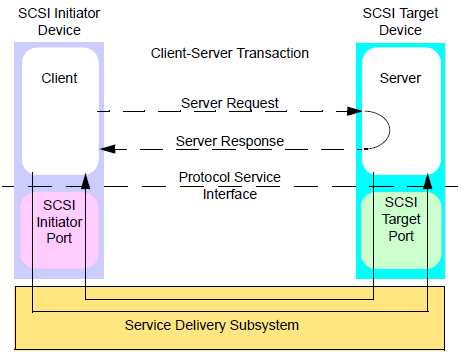 SCSI Initiator
Device
SCSI Target
Device
Client-Server Transaction
Client
Server
Server Request
Server Response
Protocol Service
Interface
SCSI
Initiator
Port
SCSI
Target
Port
Service Delivery Subsystem